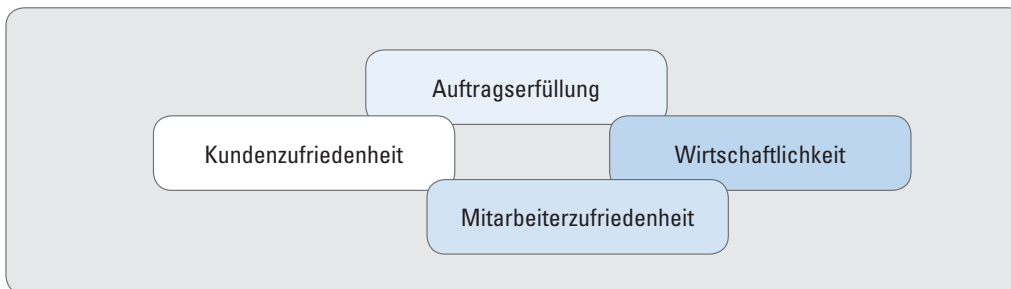 Auftragserfüllung
Kundenzufriedenheit
Wirtschaftlichkeit
Mitarbeiterzufriedenheit